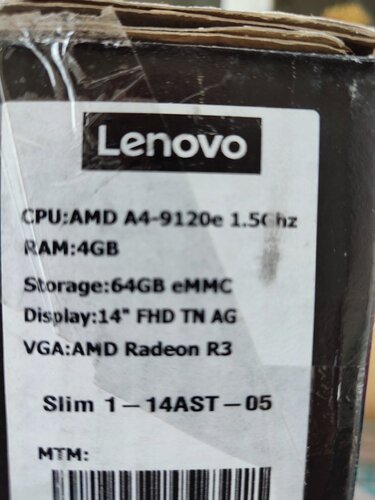 Lenovo
CPU:AMD A4-9120e 1.5Ghz
RAM:4GB
Storage:64GB eMMC
Display:14" FHD TN AG
VGA:AMD Radeon R3
Slim 1-14AST-05
MTM: